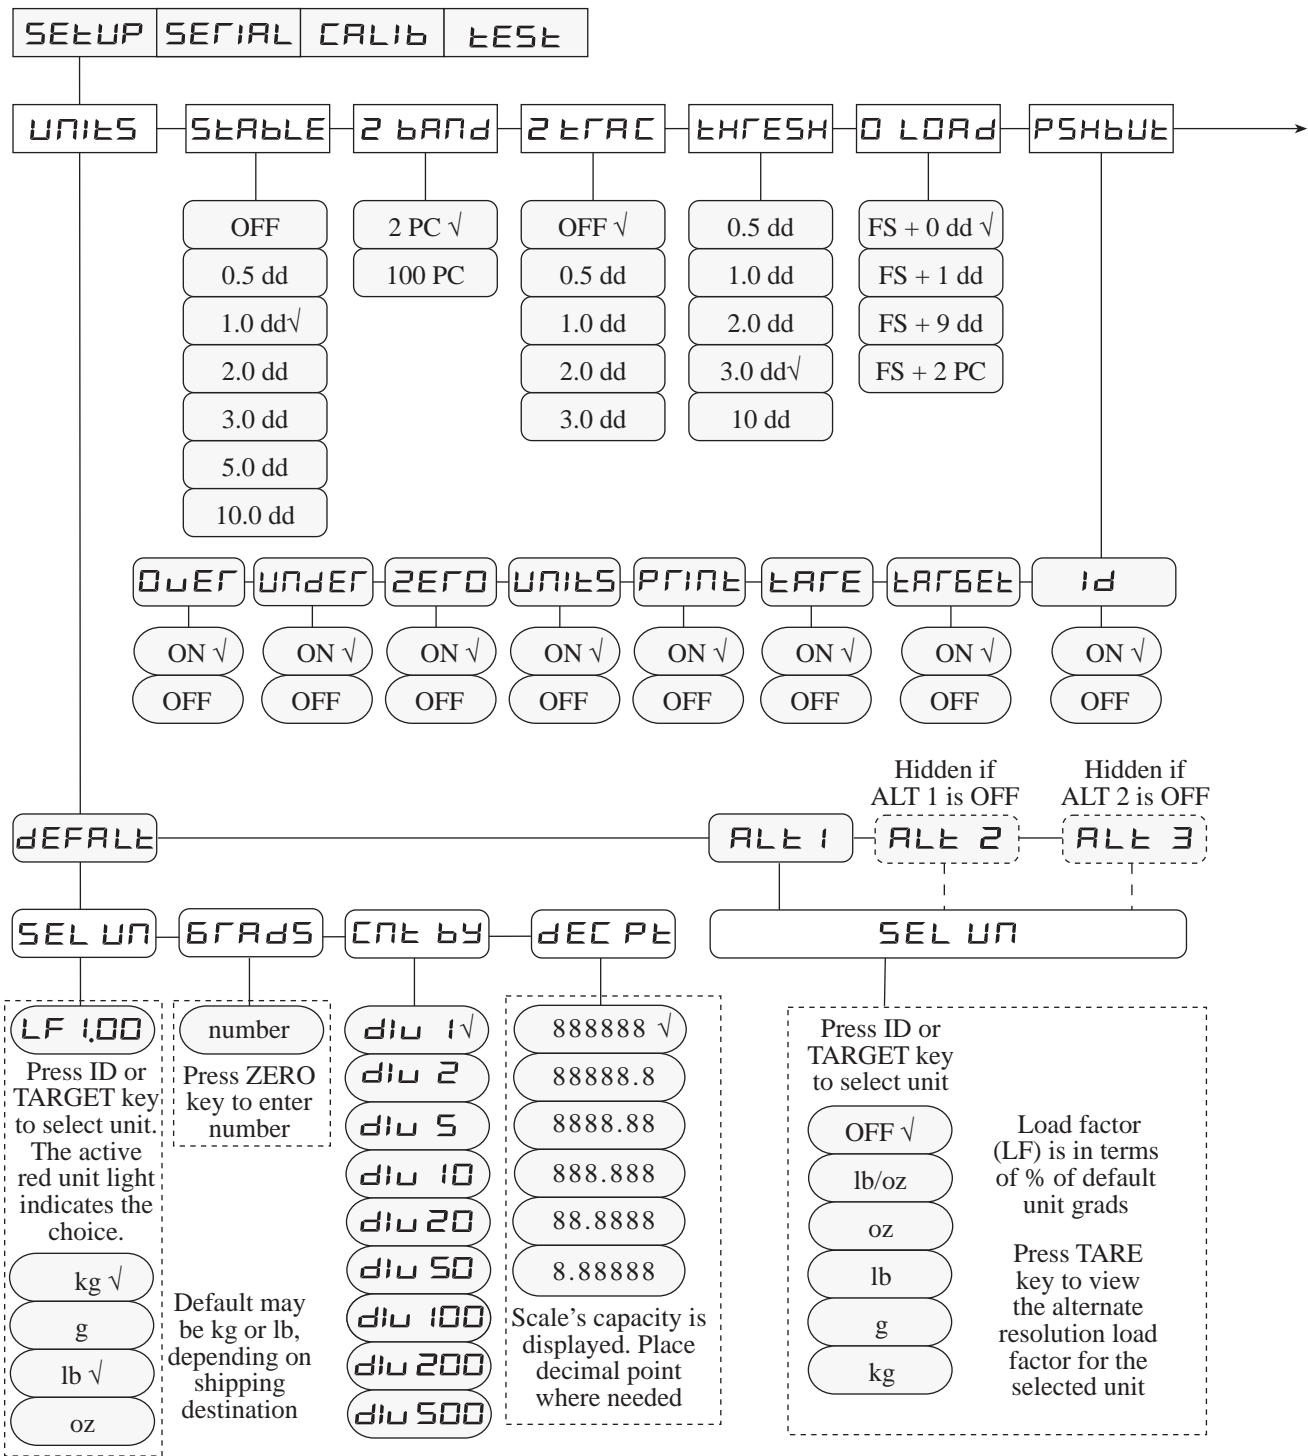 SEtUP SErIAL CALIb tESt
UnItS StAbLE 2 bAnd 2 trAC tHrESH 0 LOAd PSHbUt
OFF
0.5 dd
1.0 dd√
2.0 dd
3.0 dd
5.0 dd
10.0 dd
2 PC √
100 PC
OFF √
0.5 dd
1.0 dd
2.0 dd
3.0 dd
0.5 dd
1.0 dd
2.0 dd
3.0 dd√
10 dd
FS + 0 dd √
FS + 1 dd
FS + 9 dd
FS + 2 PC
OuEr UndEr ZErO UnItS PrInt tArE tArGEt Id
ON √ ON √ ON √ ON √ ON √ ON √ ON √ ON √
OFF OFF OFF OFF OFF OFF OFF OFF
Hidden if
ALT 1 is OFF
Hidden if
ALT 2 is OFF
dEFALt ALt 1 ALt 2 ALt 3
SEL Un GrAdS Cnt bY dEC Pt SEL Un
LF 1.00
Press ID or
TARGET key
to select unit.
The active
red unit light
indicates the
choice.
kg √
g
lb √
oz
number
Press ZERO
key to enter
number
Default may
be kg or lb,
depending on
shipping
destination
dIu 1√
dIu 2
dIu 5
dIu 10
dIu 20
dIu 50
dIu 100
dIu 200
dIu 500
888888 √
88888.8
8888.88
888.888
88.8888
8.88888
Scale's capacity is
displayed. Place
decimal point
where needed
Press ID or
TARGET key
to select unit
OFF √
lb/oz
oz
lb
g
kg
Load factor
(LF) is in terms
of % of default
unit grads
Press TARE
key to view
the alternate
resolution load
factor for the
selected unit